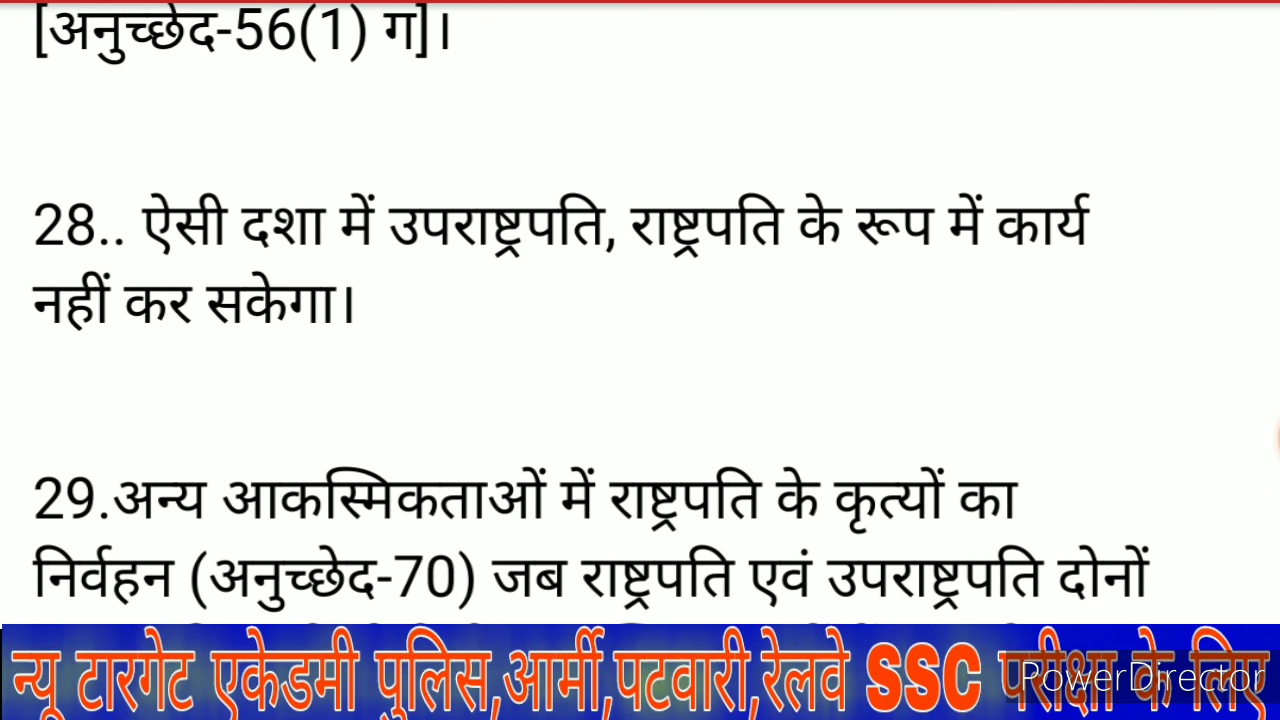 [अनुच्छेद-56(1) ग]।
28.. ऐसी दशा में उपराष्ट्रपति, राष्ट्रपति के रूप में कार्य
नहीं कर सकेगा।
29.अन्य आकस्मिकताओं में राष्ट्रपति के कृत्यों का
निर्वहन (अनुच्छेद-70) जब राष्ट्रपति एवं उपराष्ट्रपति दोनों
न्यू टारगेट एकेडमी पुलिस,आर्मी,पटवारी,रेलवे SSC परीक्षा के लिए
PowerDirector